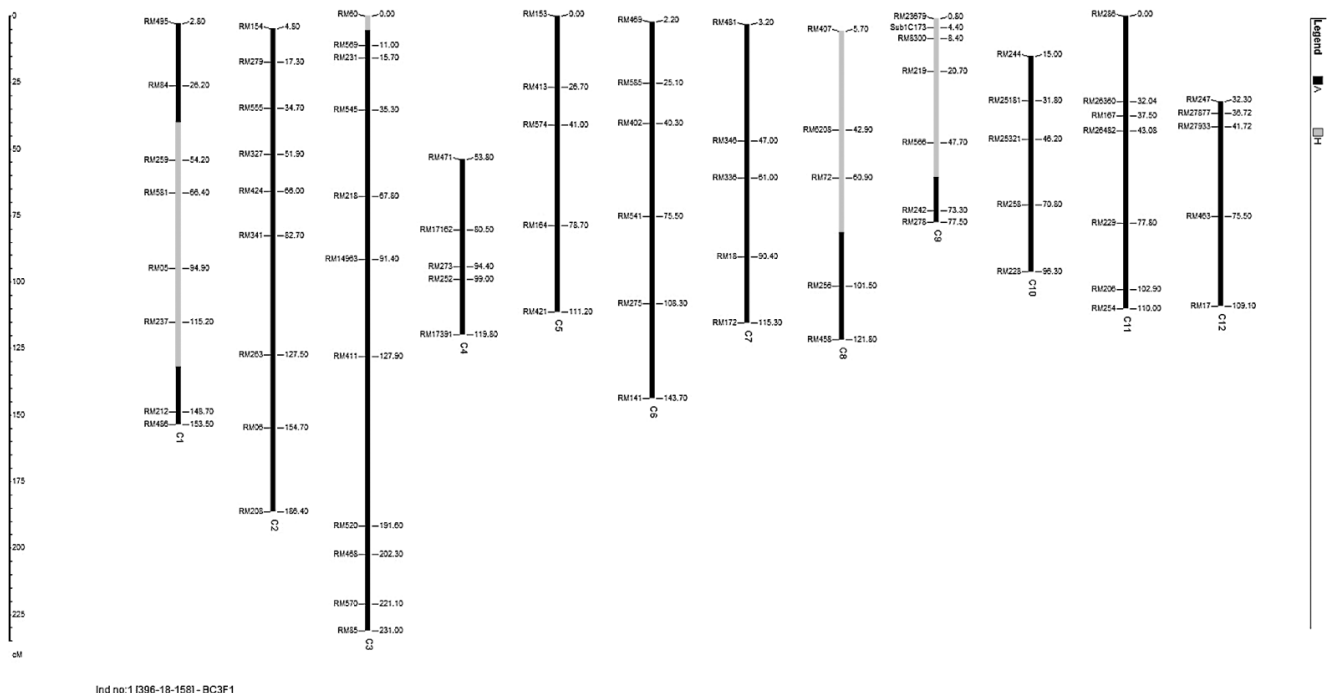 0
25
50
75
100
125
150
175
200
225
cM
RM495 2.80
RM84 26.20
RM259 54.20
RM581 66.40
RM05 94.90
RM237 115.20
RM212 148.70
RM486 153.50
C1
RM154 4.80
RM279 17.30
RM555 34.70
RM327 51.90
RM424 66.00
RM341 82.70
RM263 127.50
RM06 154.70
RM208 186.40
C2
RM60 0.00
RM569 11.00
RM231 15.70
RM545 35.30
RM218 67.80
RM14963 91.40
RM411 127.90
RM520 191.60
RM468 202.30
RM570 221.10
RM85 231.00
C3
RM471 53.80
RM17162 80.50
RM273 94.40
RM252 99.00
RM17391 119.80
C4
RM153 0.00
RM413 26.70
RM574 41.00
RM164 78.70
RM421 111.20
C5
RM469 2.20
RM585 25.10
RM402 40.30
RM541 75.50
RM275 108.30
RM141 143.70
C6
RM481 3.20
RM346 47.00
RM336 61.00
RM18 90.40
RM172 115.30
C7
RM407 5.70
RM6208 42.90
RM72 60.90
RM256 101.50
RM458 121.80
C8
RM23679 0.80
Sub1C173 4.40
RM8300 8.40
RM219 20.70
RM566 47.70
RM242 73.30
RM278 77.50
C9
RM244 15.00
RM25181 31.80
RM25321 46.20
RM258 70.80
RM228 96.30
C10
RM286 0.00
RM26360 32.04
RM167 37.50
RM26482 43.08
RM229 77.80
RM206 102.90
RM254 110.00
C11
RM247 32.30
RM27877 36.72
RM27933 41.72
RM463 75.50
RM17 109.10
C12
Legend
A
H
Ind no:1 [396-18-158] - BC3F1